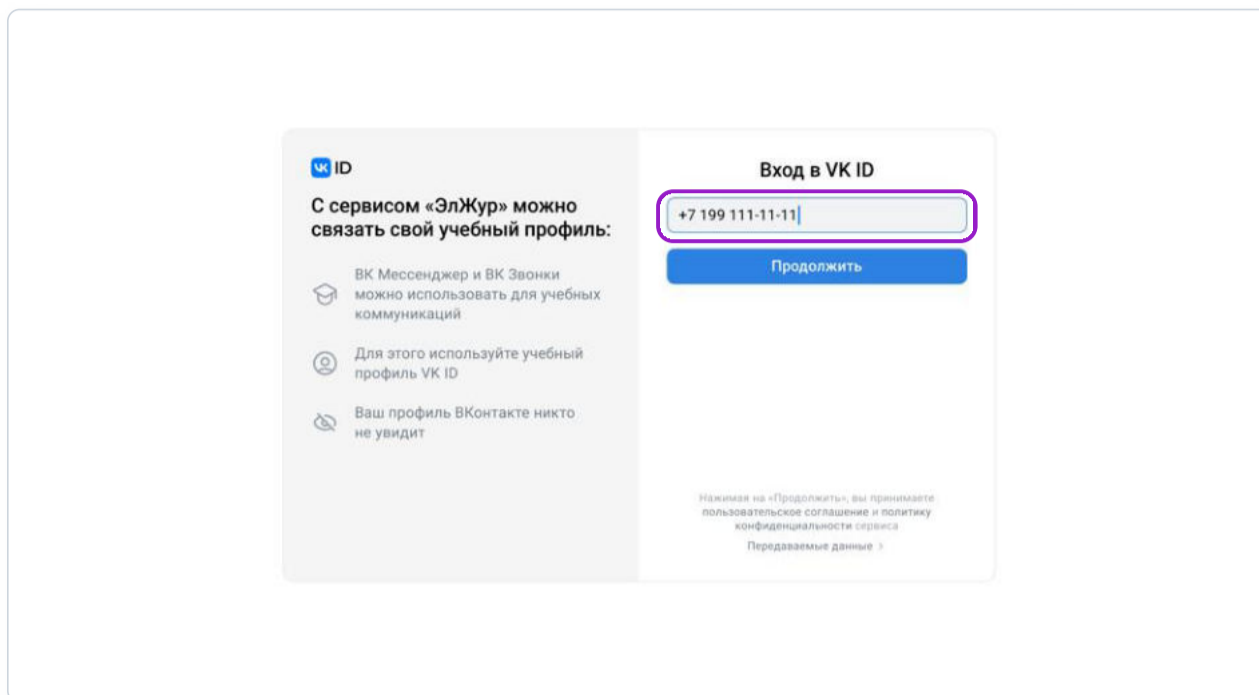 VK ID
С сервисом «ЭлЖур» можно
связать свой учебный профиль:
ВК Мессенджер и ВК Звонки
можно использовать для учебных
коммуникаций
Для этого используйте учебный
профиль VK ID
Ваш профиль ВКонтакте никто
не увидит
Вход в VK ID
+7 199 111-11-11
Продолжить
Нажимая на «Продолжить», вы принимаете
пользовательское соглашение и политику
конфиденциальности сервиса
Передаваемые данные